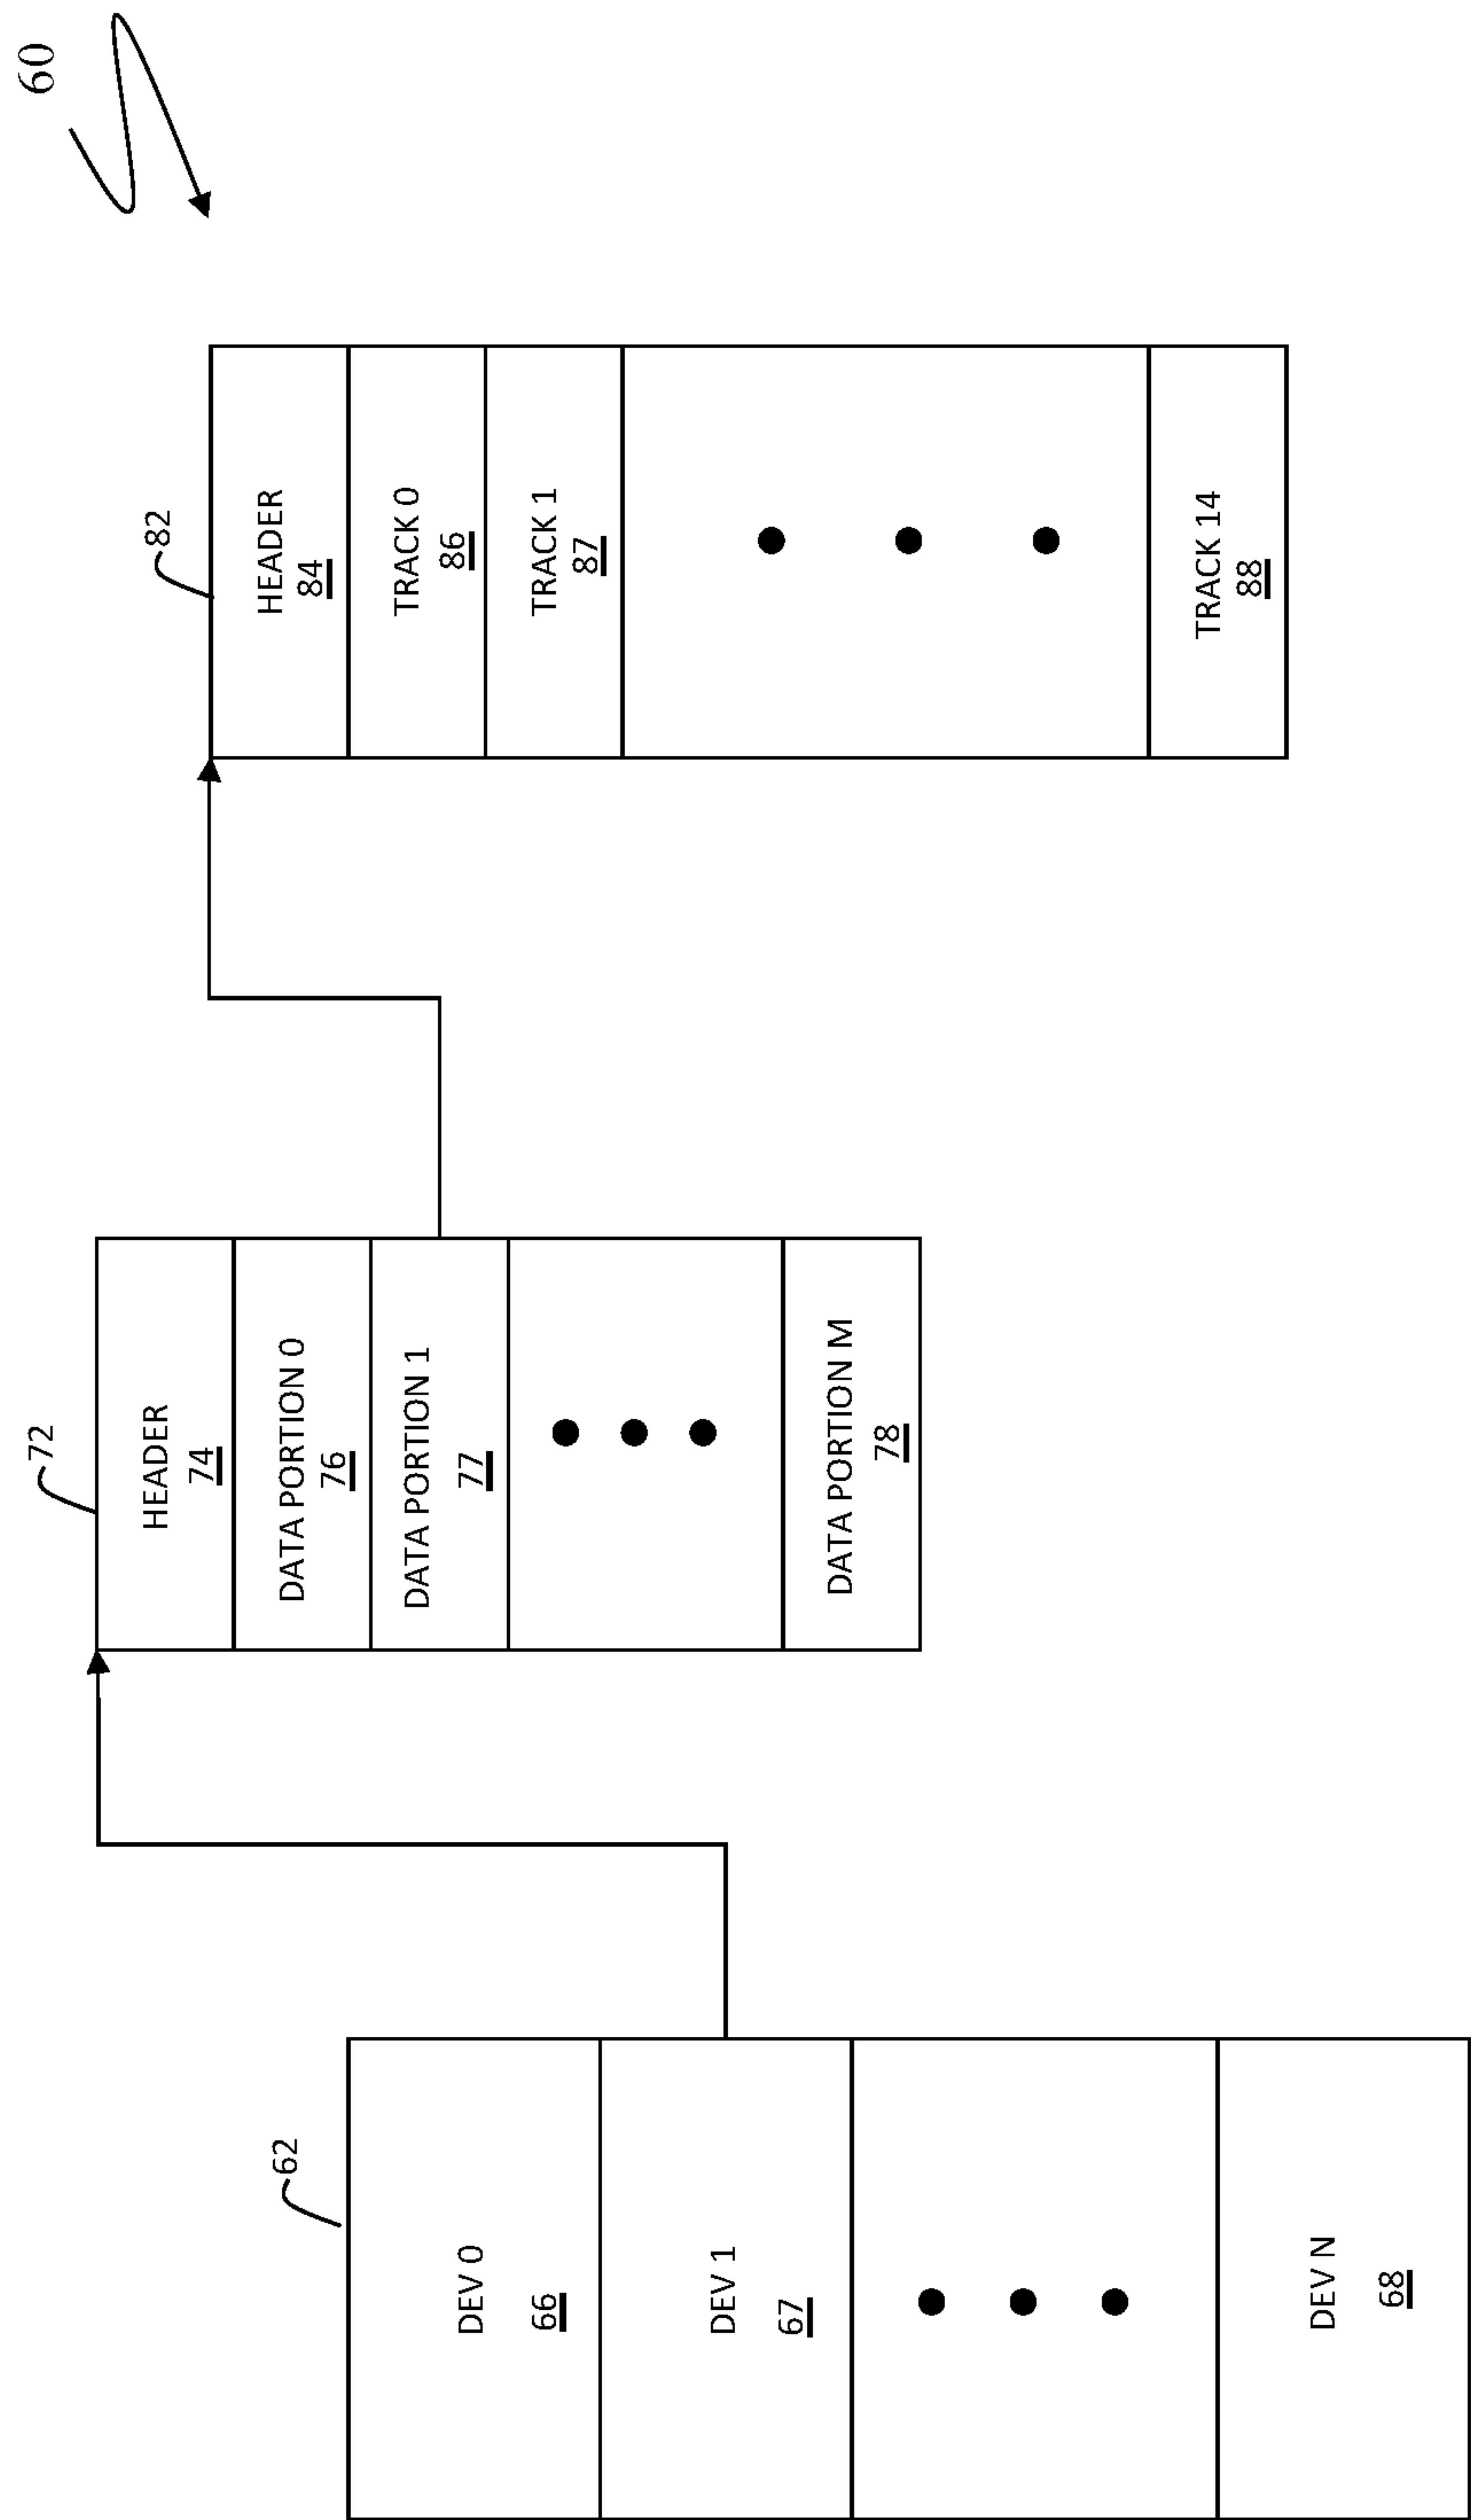 60
62
DEV 0
66
DEV 1
67
DEV N
68
72
HEADER
74
DATA PORTION 0
76
DATA PORTION 1
77
DATA PORTION M
78
82
HEADER
84
TRACK 0
86
TRACK 1
87
TRACK 14
88